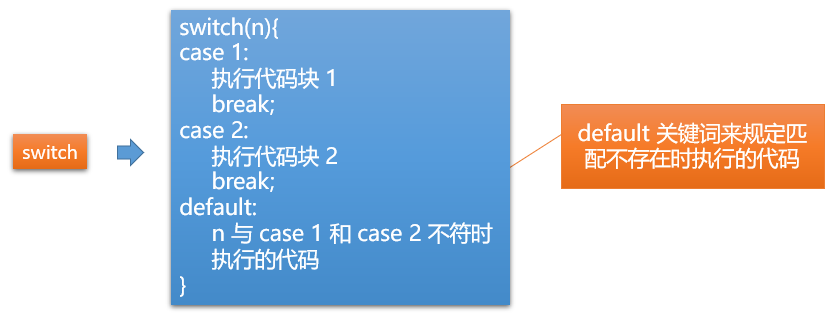 switch
switch(n){
case 1:
执行代码块 1
break;
case 2:
执行代码块 2
break;
default:
n 与 case 1 和 case 2 不符时
执行的代码
}
default 关键词来规定匹
配不存在时执行的代码